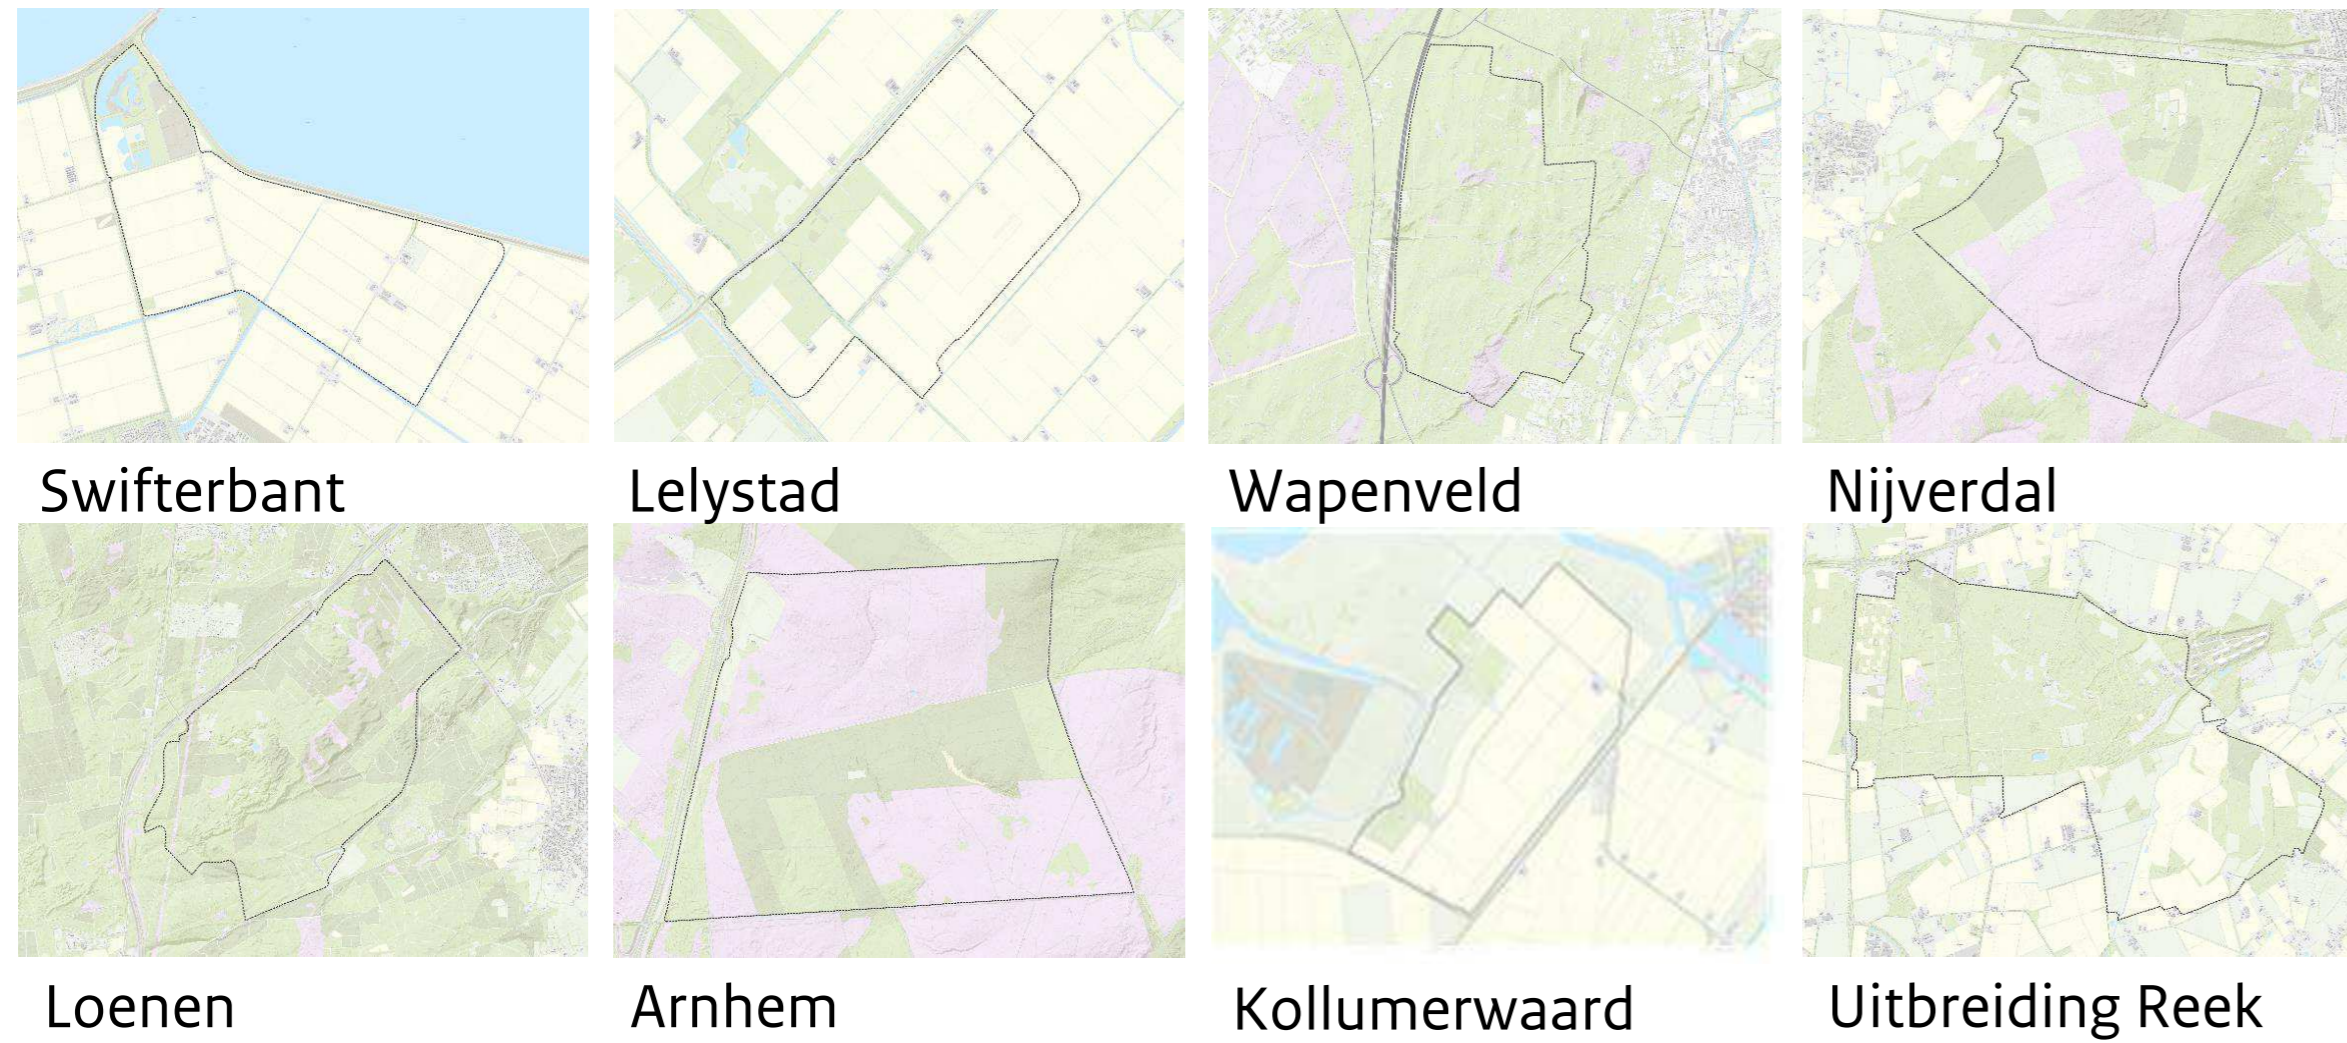 Swifterbant
Lelystad
Wapenveld
Nijverdal
Loenen
Arnhem
Kollumerwaard
Uitbreiding Reek